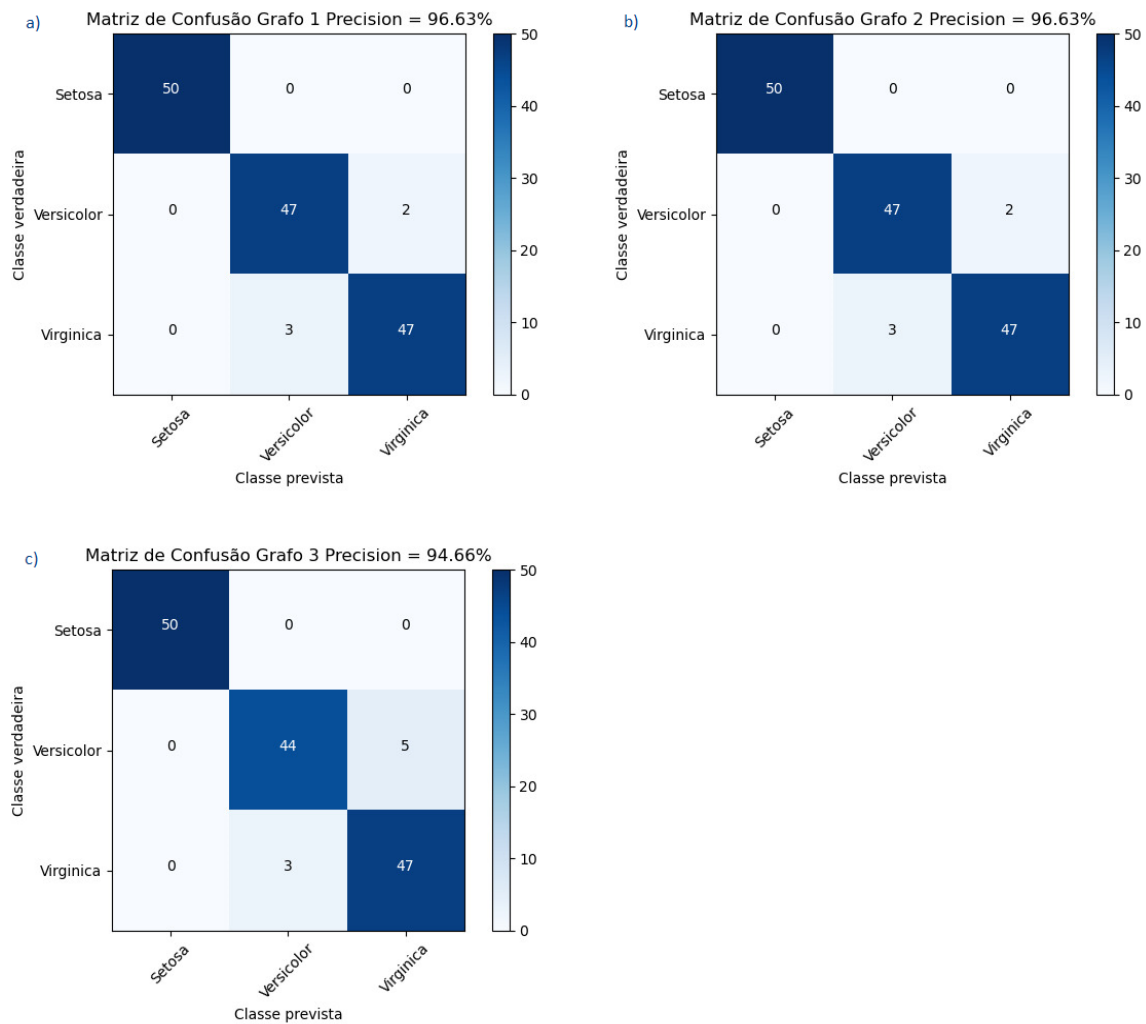 a)
Matriz de Confusão Grafo 1 Precision = 96.63%
Classe verdadeira
Setosa
50 0 0
Versicolor
0 47 2
Virginica
0 3 47
Setosa
Versicolor
Virginica
Classe prevista
50
40
30
20
10
0
b)
Matriz de Confusão Grafo 2 Precision = 96.63%
Classe verdadeira
Setosa
50 0 0
Versicolor
0 47 2
Virginica
0 3 47
Setosa
Versicolor
Virginica
Classe prevista
50
40
30
20
10
0
c)
Matriz de Confusão Grafo 3 Precision = 94.66%
Classe verdadeira
Setosa
50 0 0
Versicolor
0 44 5
Virginica
0 3 47
Setosa
Versicolor
Virginica
Classe prevista
50
40
30
20
10
0